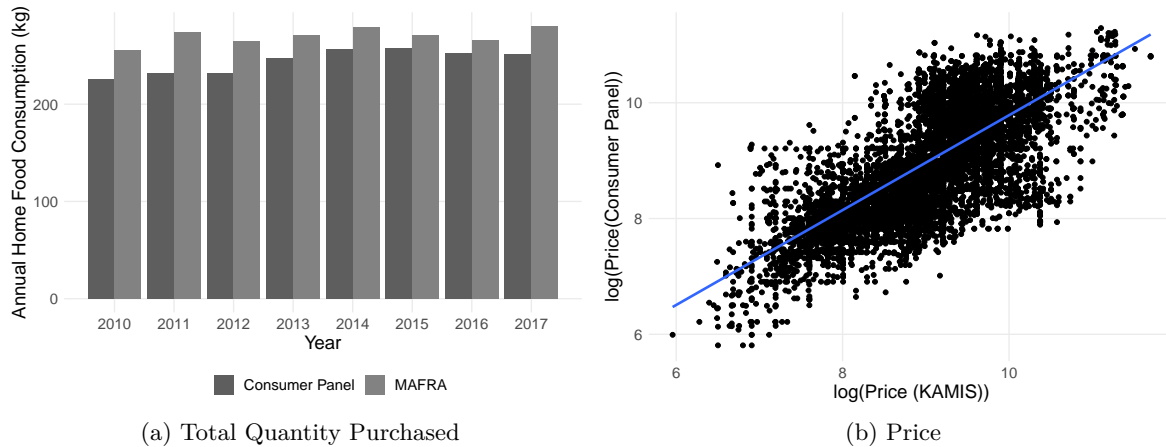 Annual Home Food Consumption (kg)
200
100
0
2010 2011 2012 2013 2014 2015 2016 2017
Year
Consumer Panel MAFRA
(a) Total Quantity Purchased
log(Price(Consumer Panel))
10
8
6
6 8 10
log(Price (KAMIS))
(b) Price